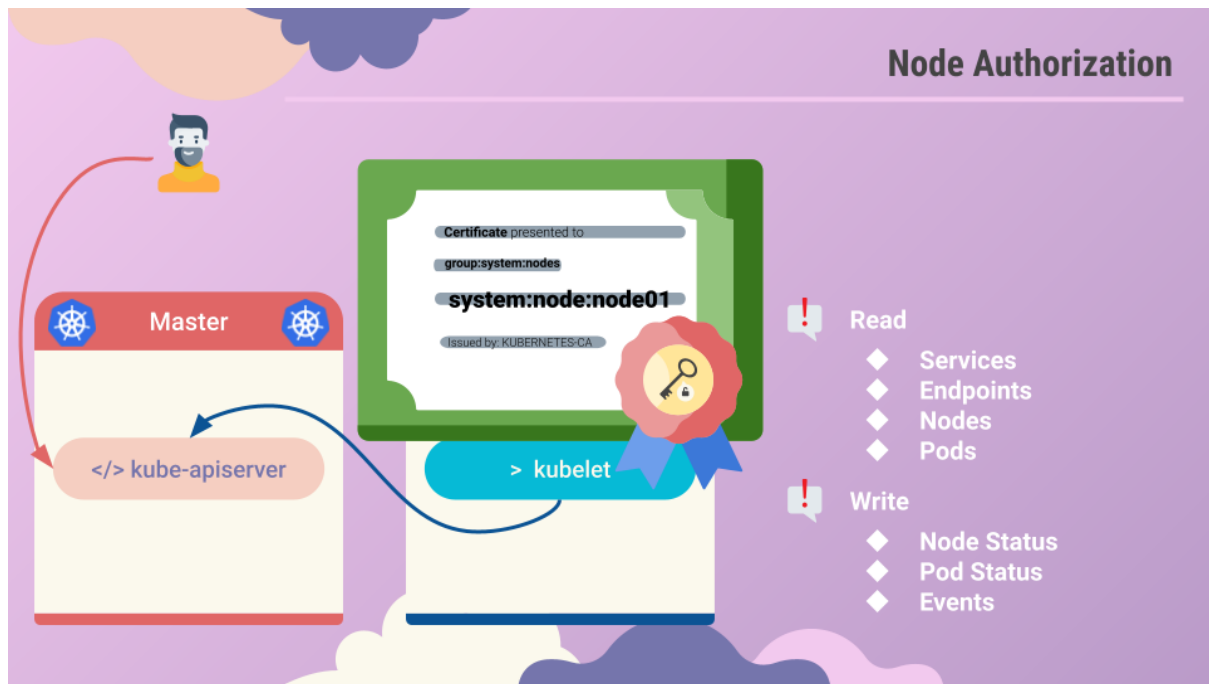 Node Authorization
Certificate presented to
group:system:nodes
system:node:node01
Issued by: KUBERNETES-CA
Master
</> kube-apiserver
> kubelet
Read
Services
Endpoints
Nodes
Pods
Write
Node Status
Pod Status
Events